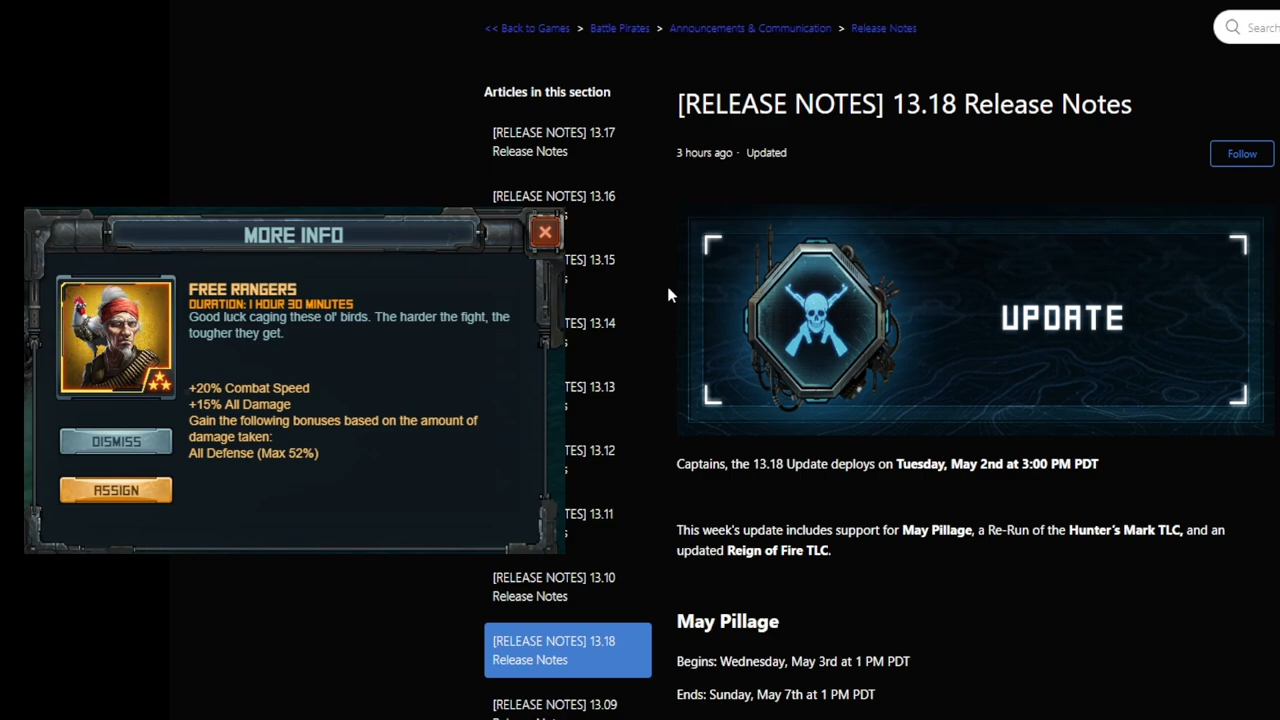 << Back to Games > Battle Pirates > Announcements & Communication > Release Notes
Search
Articles in this section
[RELEASE NOTES] 13.17
Release Notes
[RELEASE NOTES] 13.16
[RELEASE NOTES] 13.18 Release Notes
3 hours ago · Updated
Follow
MORE INFO
FREE RANGERS
DURATION: 1 HOUR 30 MINUTES
Good luck caging these ol' birds. The harder the fight, the
tougher they get.
+20% Combat Speed
+15% All Damage
Gain the following bonuses based on the amount of
damage taken:
All Defense (Max 52%)
DISMISS
ASSIGN
TES] 13.15
TES] 13.14
TES] 13.13
TES] 13.12
TES] 13.11
[RELEASE NOTES] 13.10
Release Notes
[RELEASE NOTES] 13.18
Release Notes
[RELEASE NOTES] 13.09
UPDATE
Captains, the 13.18 Update deploys on Tuesday, May 2nd at 3:00 PM PDT
This week's update includes support for May Pillage, a Re-Run of the Hunter's Mark TLC, and an
updated Reign of Fire TLC.
May Pillage
Begins: Wednesday, May 3rd at 1 PM PDT
Ends: Sunday, May 7th at 1 PM PDT